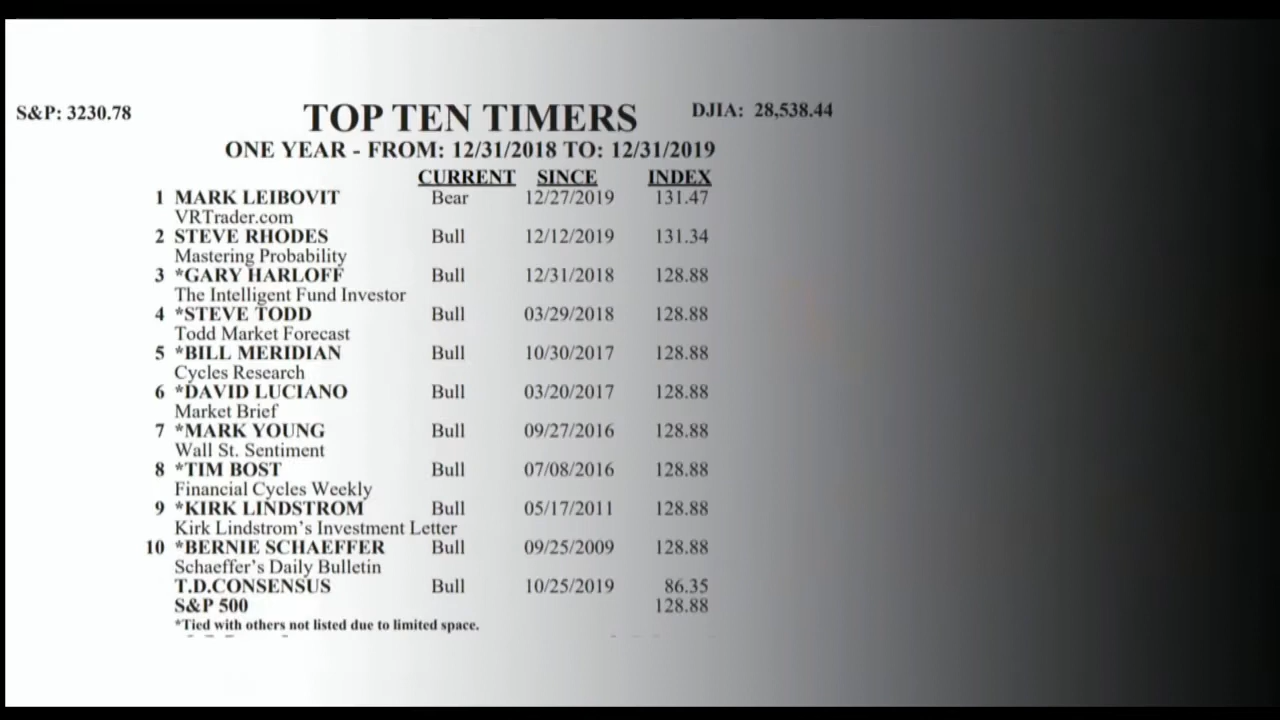 S&P: 3230.78 TOP TEN TIMERS DJIA: 28,538.44
ONE YEAR - FROM: 12/31/2018 TO: 12/31/2019
CURRENT SINCE INDEX
1 MARK LEIBOVIT Bear 12/27/2019 131.47
VRTrader.com
2 STEVE RHODES Bull 12/12/2019 131.34
Mastering Probability
3 *GARY HARLOFF Bull 12/31/2018 128.88
The Intelligent Fund Investor
4 *STEVE TODD Bull 03/29/2018 128.88
Todd Market Forecast
5 *BILL MERIDIAN Bull 10/30/2017 128.88
Cycles Research
6 *DAVID LUCIANO Bull 03/20/2017 128.88
Market Brief
7 *MARK YOUNG Bull 09/27/2016 128.88
Wall St. Sentiment
8 *TIM BOST Bull 07/08/2016 128.88
Financial Cycles Weekly
9 *KIRK LINDSTROM Bull 05/17/2011 128.88
Kirk Lindstrom's Investment Letter
10 *BERNIE SCHAEFFER Bull 09/25/2009 128.88
Schaeffer's Daily Bulletin
T.D.CONSENSUS Bull 10/25/2019 86.35
S&P 500 128.88
*Tied with others not listed due to limited space.